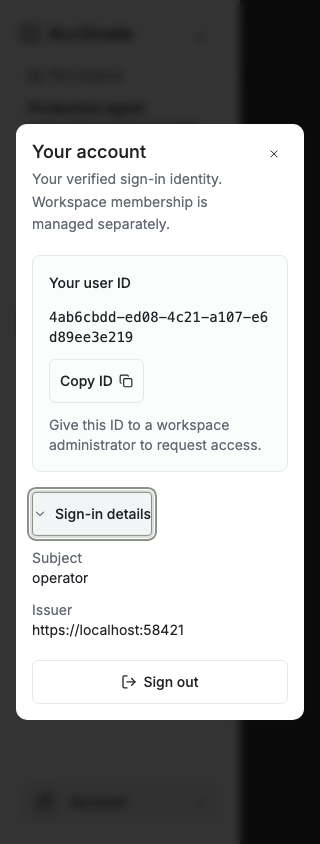 Your account
Your verified sign-in identity.
Workspace membership is
managed separately.
Your user ID
4ab6cbdd-ed08-4c21-a107-e6
d89ee3e219
Copy ID
Give this ID to a workspace
administrator to request access.
Sign-in details
Subject
operator
Issuer
https://localhost:58421
Sign out